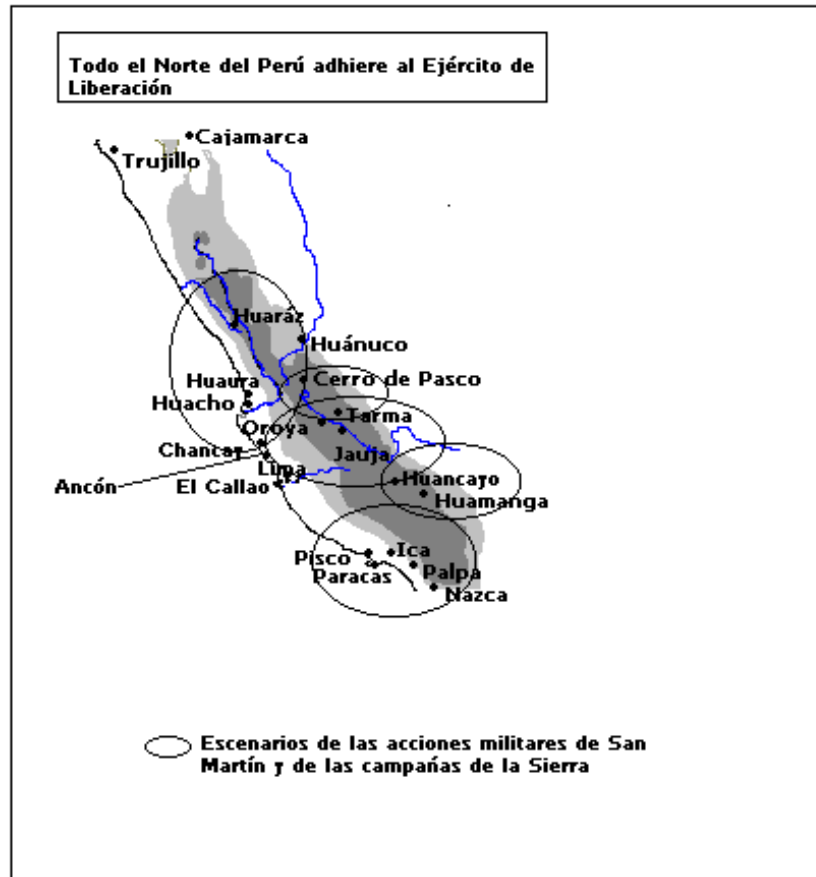 Todo el Norte del Perú adhiere al Ejército de
Liberación
Cajamarca
Trujillo
Huaráz
Huánuco
Cerro de Pasco
Huaura
Huacho
Tarma
Oroya
Chancay
Jauja
Lima
Ancón
El Callao
Huancayo
Huamanga
Pisco
Ica
Paracas
Palpa
Nazca
Escenarios de las acciones militares de San
Martín y de las campañas de la Sierra